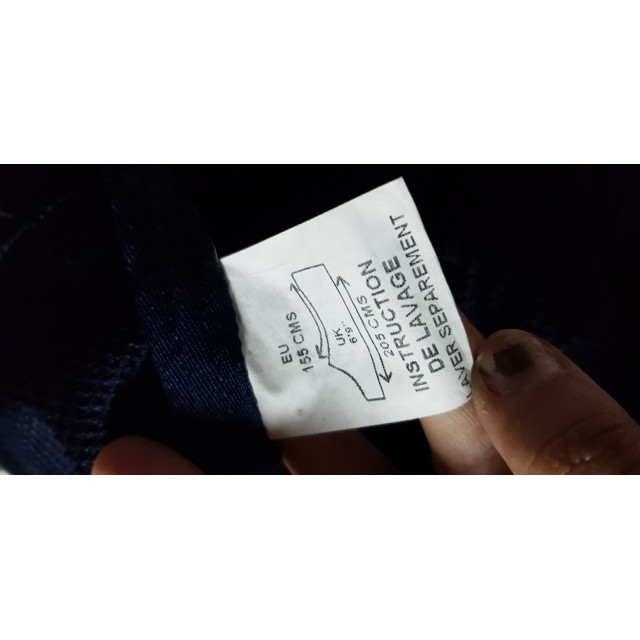 EU
155 CMS
UK
6'9"
205 CMS
INSTRUCTION
DE LAVAGE
LAVER SEPAREMENT